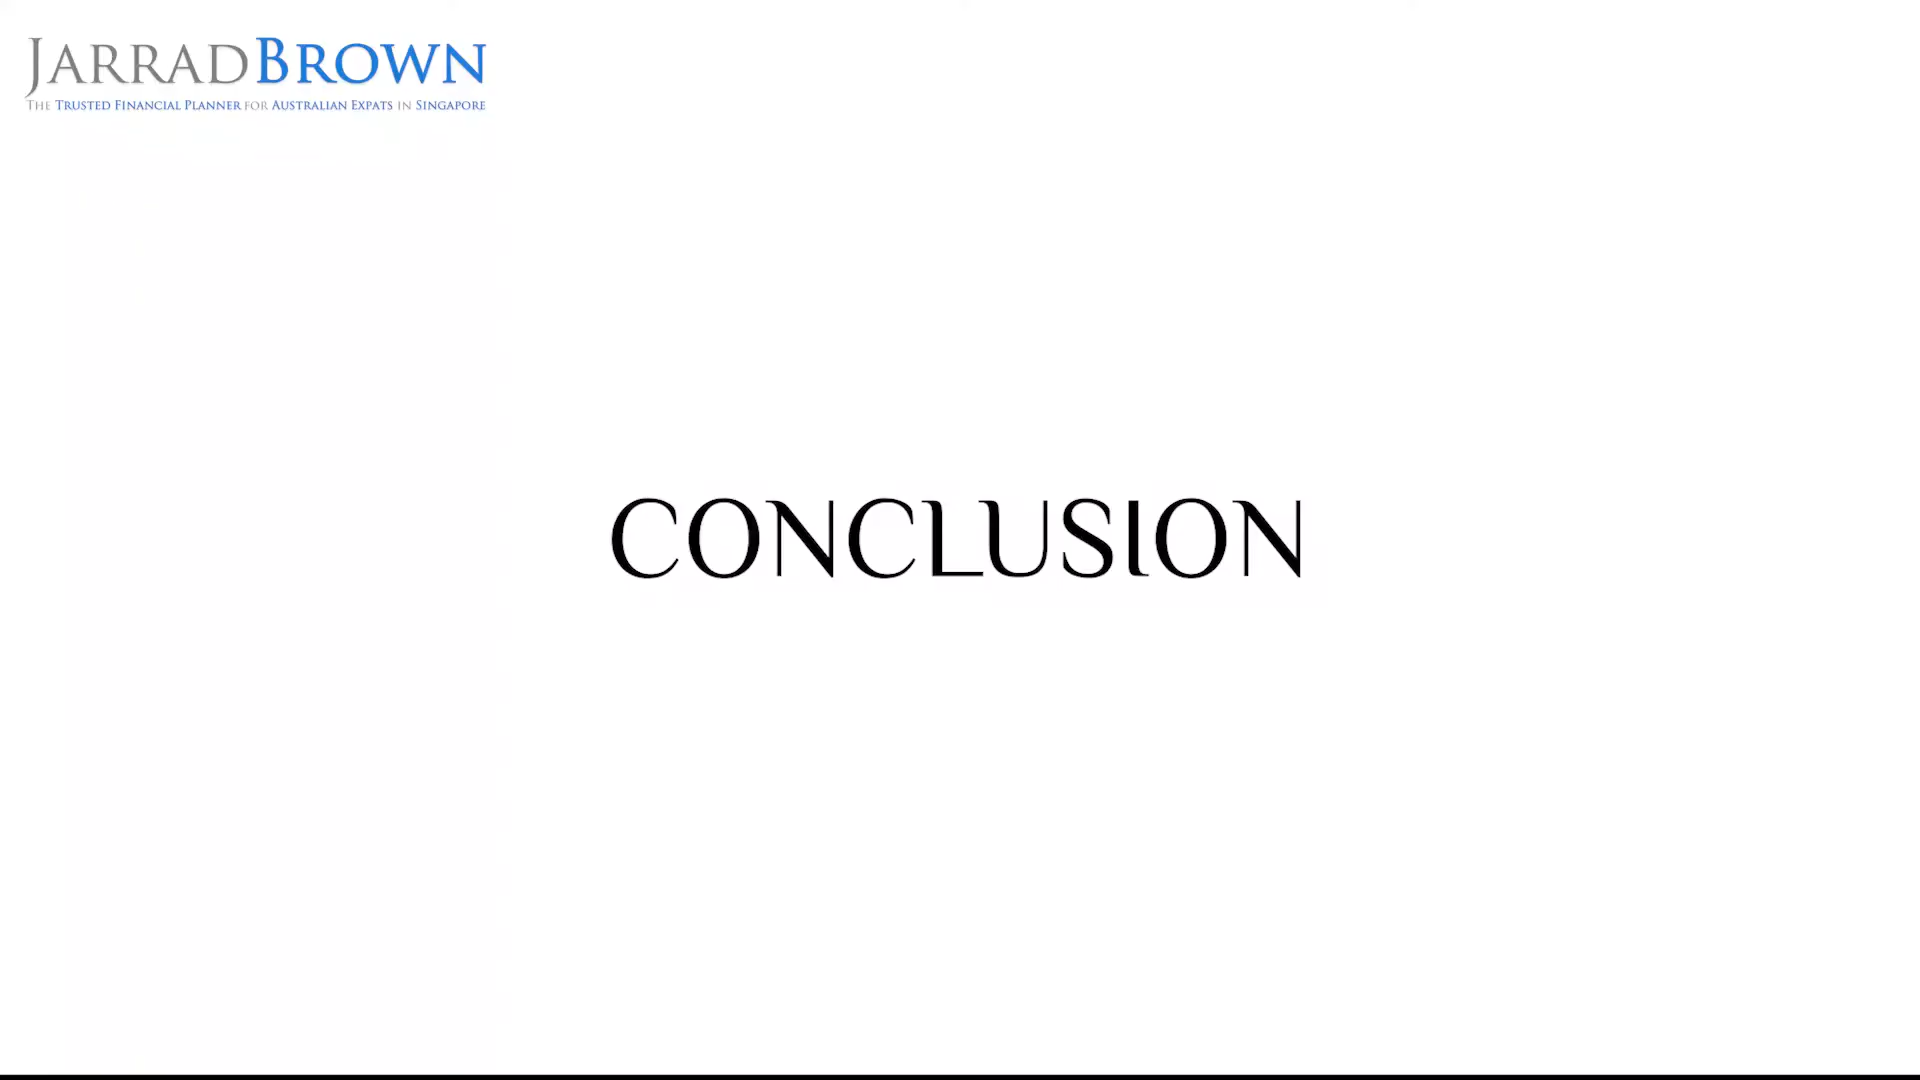 JARRADBROWN
THE TRUSTED FINANCIAL PLANNER FOR AUSTRALIAN EXPATS IN SINGAPORE
CONCLUSION